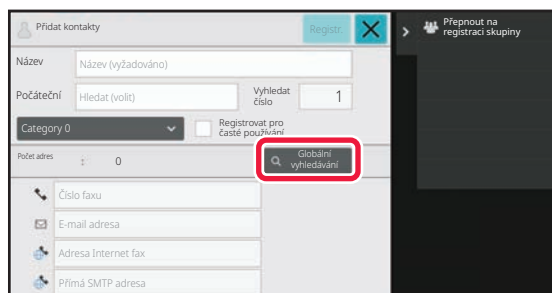 Přidat kontakty
Registr.
Přepnout na
registraci skupiny
Název
Název (vyžadováno)
Počáteční
Hledat (volit)
Vyhledat
číslo
1
Category 0
Registrovat pro
časté používání
Počet adres : 0
Globální
vyhledávání
Číslo faxu
E-mail adresa
Adresa Internet fax
Přímá SMTP adresa